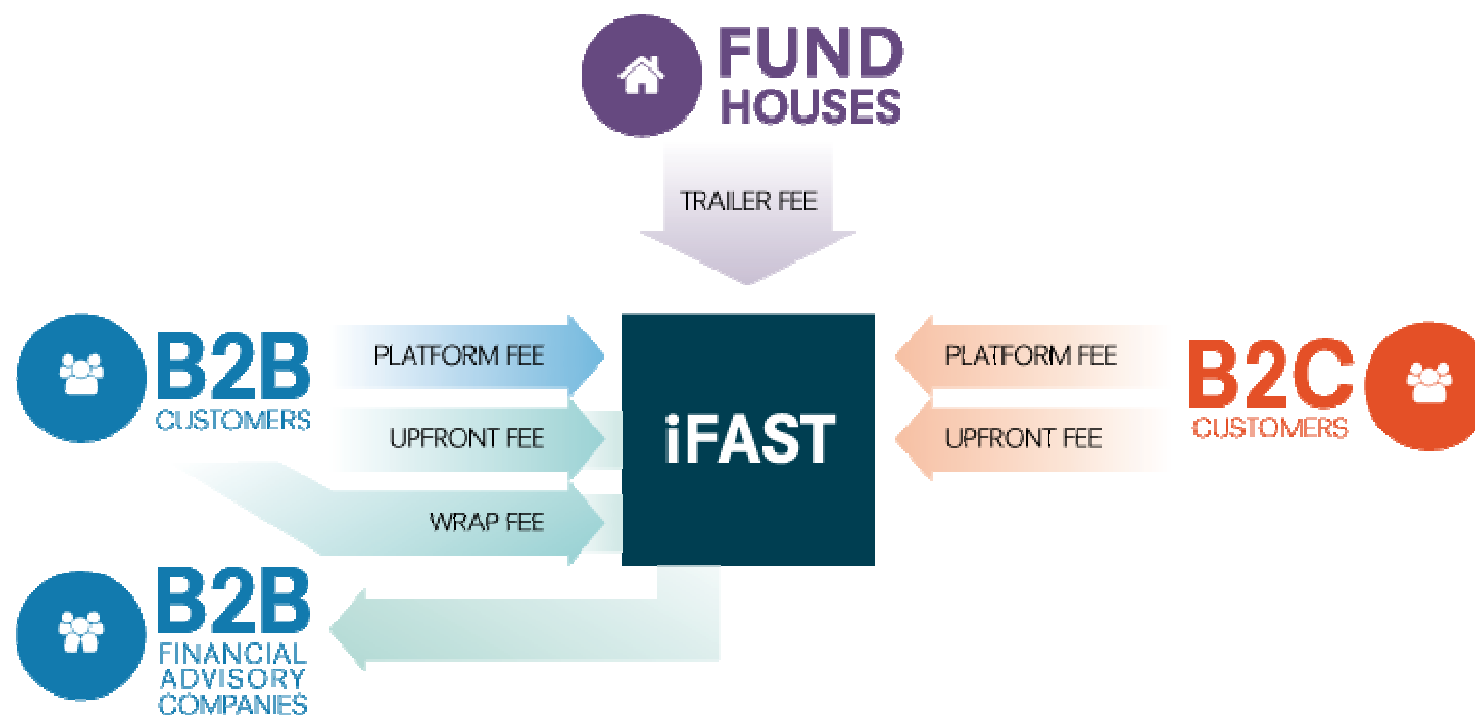 FUND
HOUSES
TRAILER FEE
B2B
CUSTOMERS
PLATFORM FEE
UPFRONT FEE
WRAP FEE
iFAST
PLATFORM FEE
UPFRONT FEE
B2C
CUSTOMERS
B2B
FINANCIAL
ADVISORY
COMPANIES